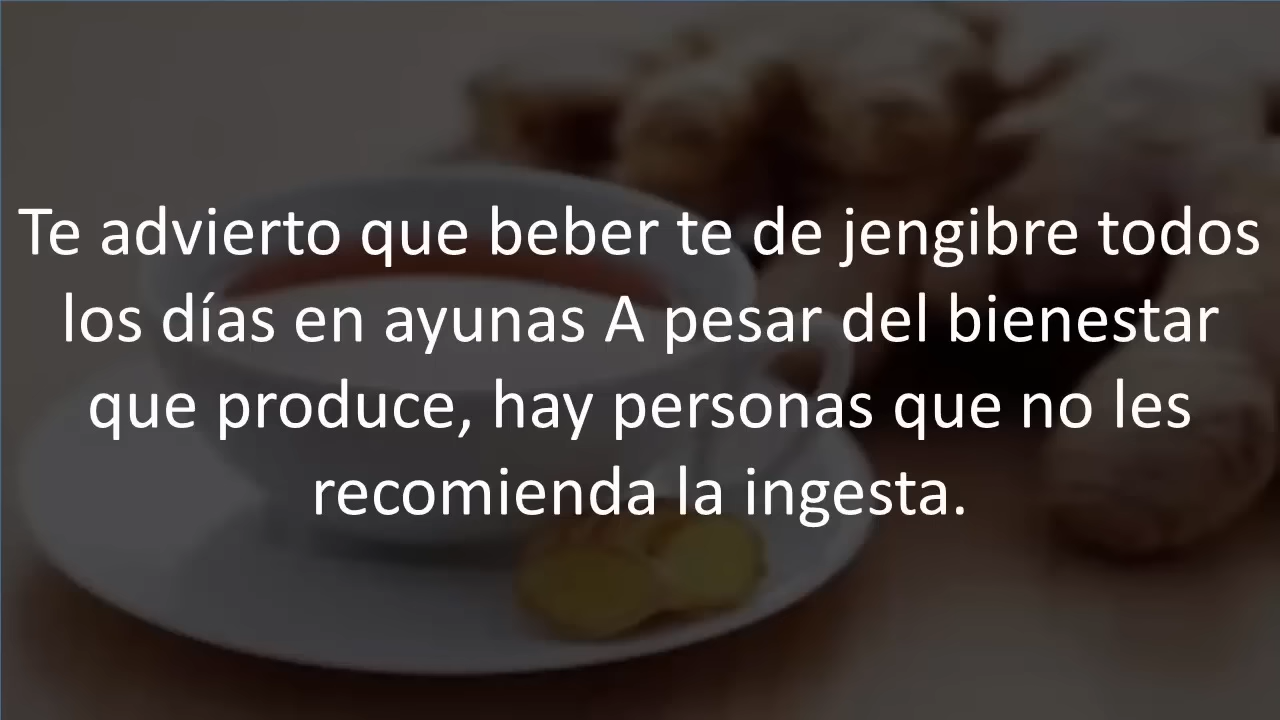 Te advierto que beber te de jengibre todos
los días en ayunas A pesar del bienestar
que produce, hay personas que no les
recomienda la ingesta.